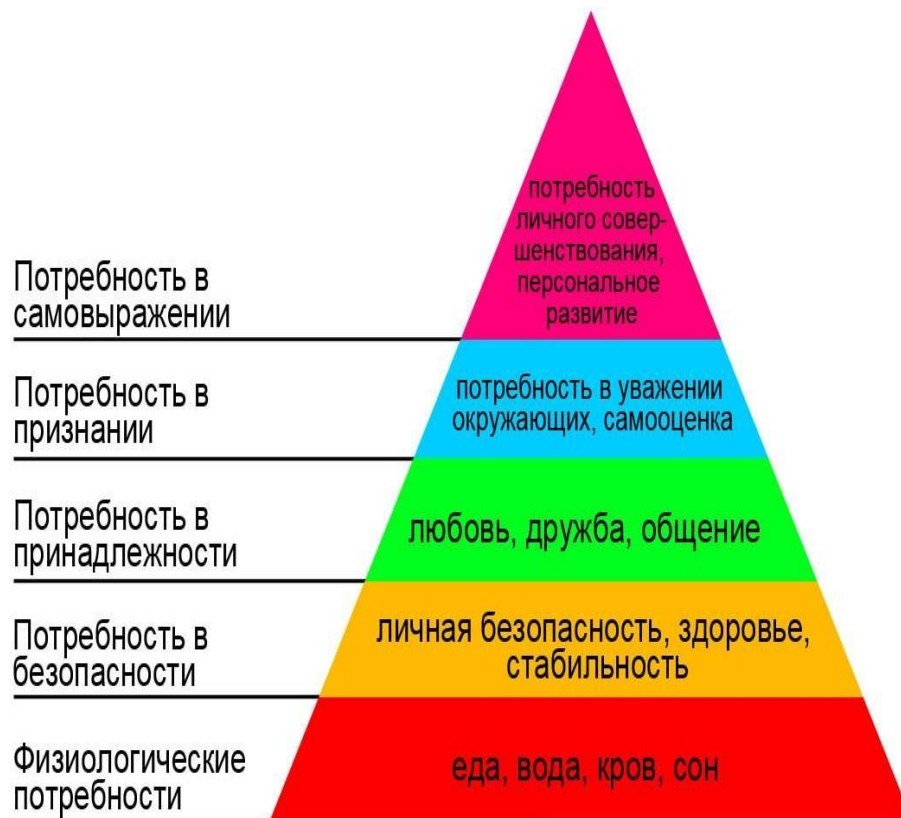 потребность
личного совер-
шенствования,
персональное
развитие
Потребность в
самовыражении
потребность в уважении
окружающих, самооценка
Потребность в
признании
любовь, дружба, общение
Потребность в
принадлежности
личная безопасность, здоровье,
стабильность
Потребность в
безопасности
еда, вода, кров, сон
Физиологические
потребности